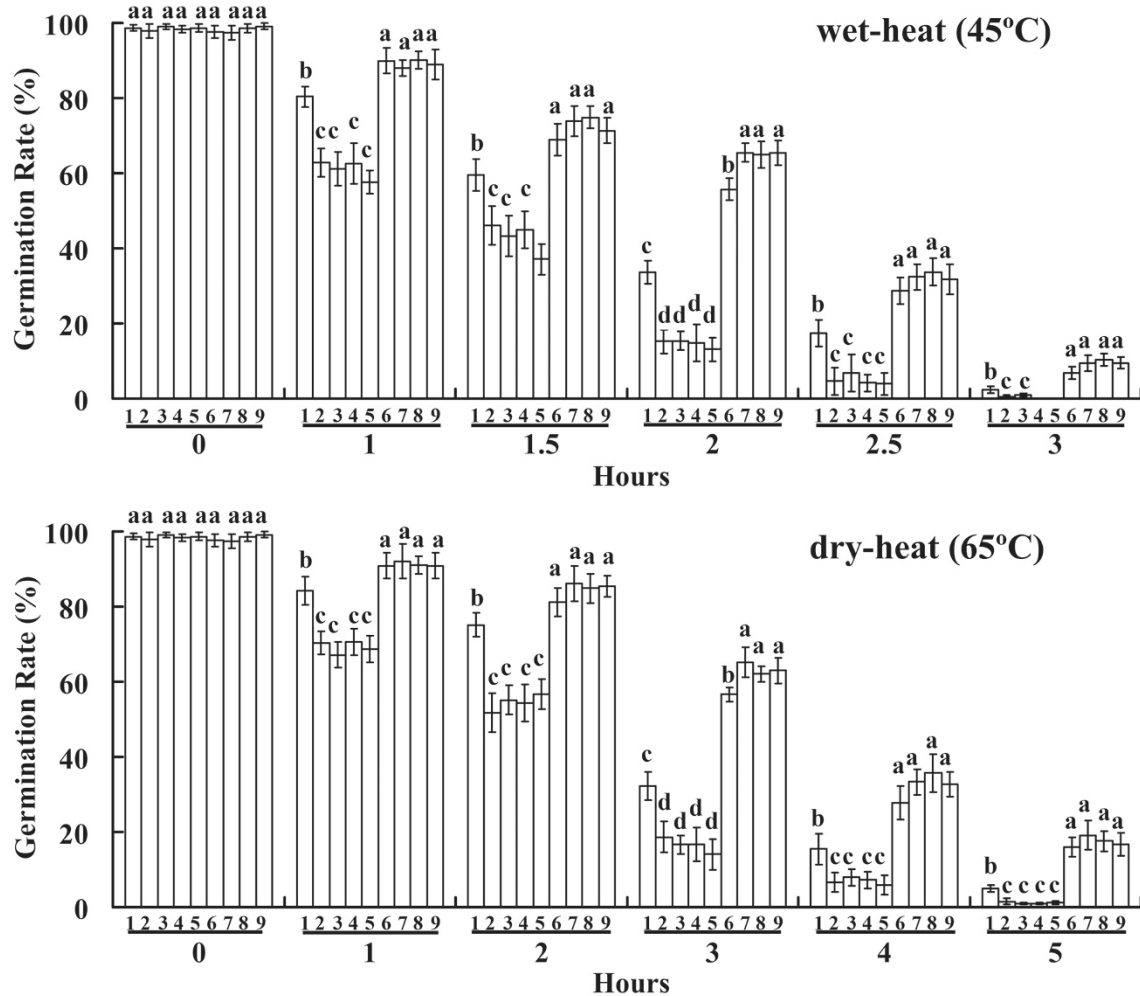 wet-heat (45ºC)
Germination Rate (%)
100
80
60
40
20
0
aa aa aa aaa
b cc c c a a aa
b c c c a aa a
c d d d d b aa a
b c c cc a a a a
b c c a a aa
1 2 3 4 5 6 7 8 9 1 2 3 4 5 6 7 8 9 1 2 3 4 5 6 7 8 9 1 2 3 4 5 6 7 8 9 1 2 3 4 5 6 7 8 9 1 2 3 4 5 6 7 8 9
0 1 1.5 2 2.5 3
Hours
dry-heat (65ºC)
Germination Rate (%)
100
80
60
40
20
0
aa aa aa aaa
b c c cc a a a a
b c c c c a a a a
c d d d d b a a a
b cc cc a a a a
b c c c c a a a a
1 2 3 4 5 6 7 8 9 1 2 3 4 5 6 7 8 9 1 2 3 4 5 6 7 8 9 1 2 3 4 5 6 7 8 9 1 2 3 4 5 6 7 8 9 1 2 3 4 5 6 7 8 9
0 1 2 3 4 5
Hours